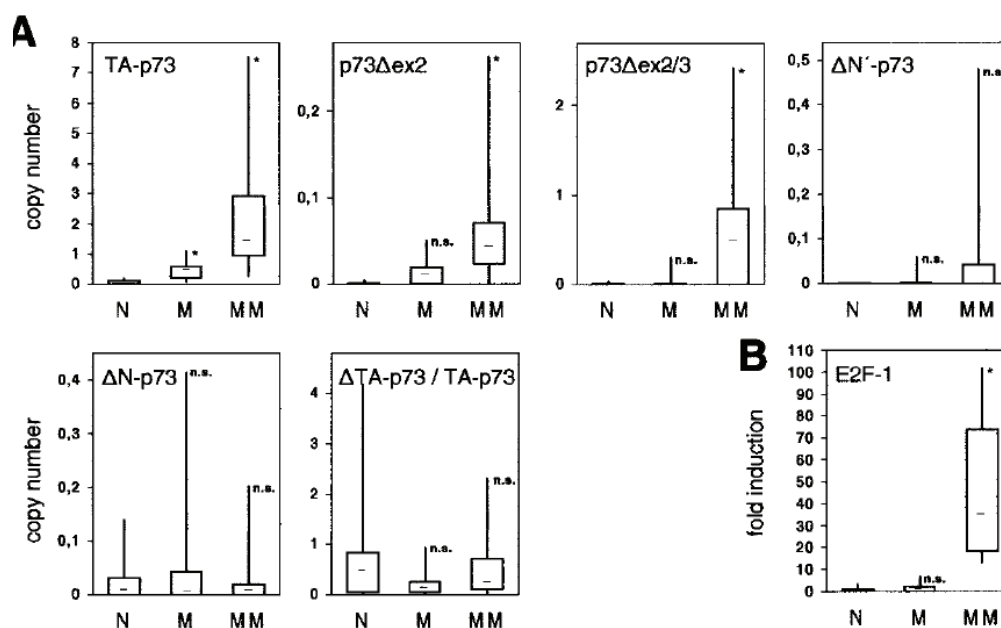 A
TA-p73
copy number
8
7
6
5
4
3
2
1
0
*
*
N M MM
p73Δex2
0,2
0,1
0
n.s.
*
N M MM
p73Δex2/3
2
1
0
n.s.
*
N M MM
ΔN´-p73
0,5
0,4
0,3
0,2
0,1
0
n.s.
n.s
N M MM
ΔN-p73
copy number
0,4
0,3
0,2
0,1
0
n.s.
n.s.
N M MM
ΔTA-p73 / TA-p73
4
3
2
1
0
n.s.
n.s.
N M MM
B
E2F-1
fold induction
110
100
90
80
70
60
50
40
30
20
10
0
n.s.
*
N M MM